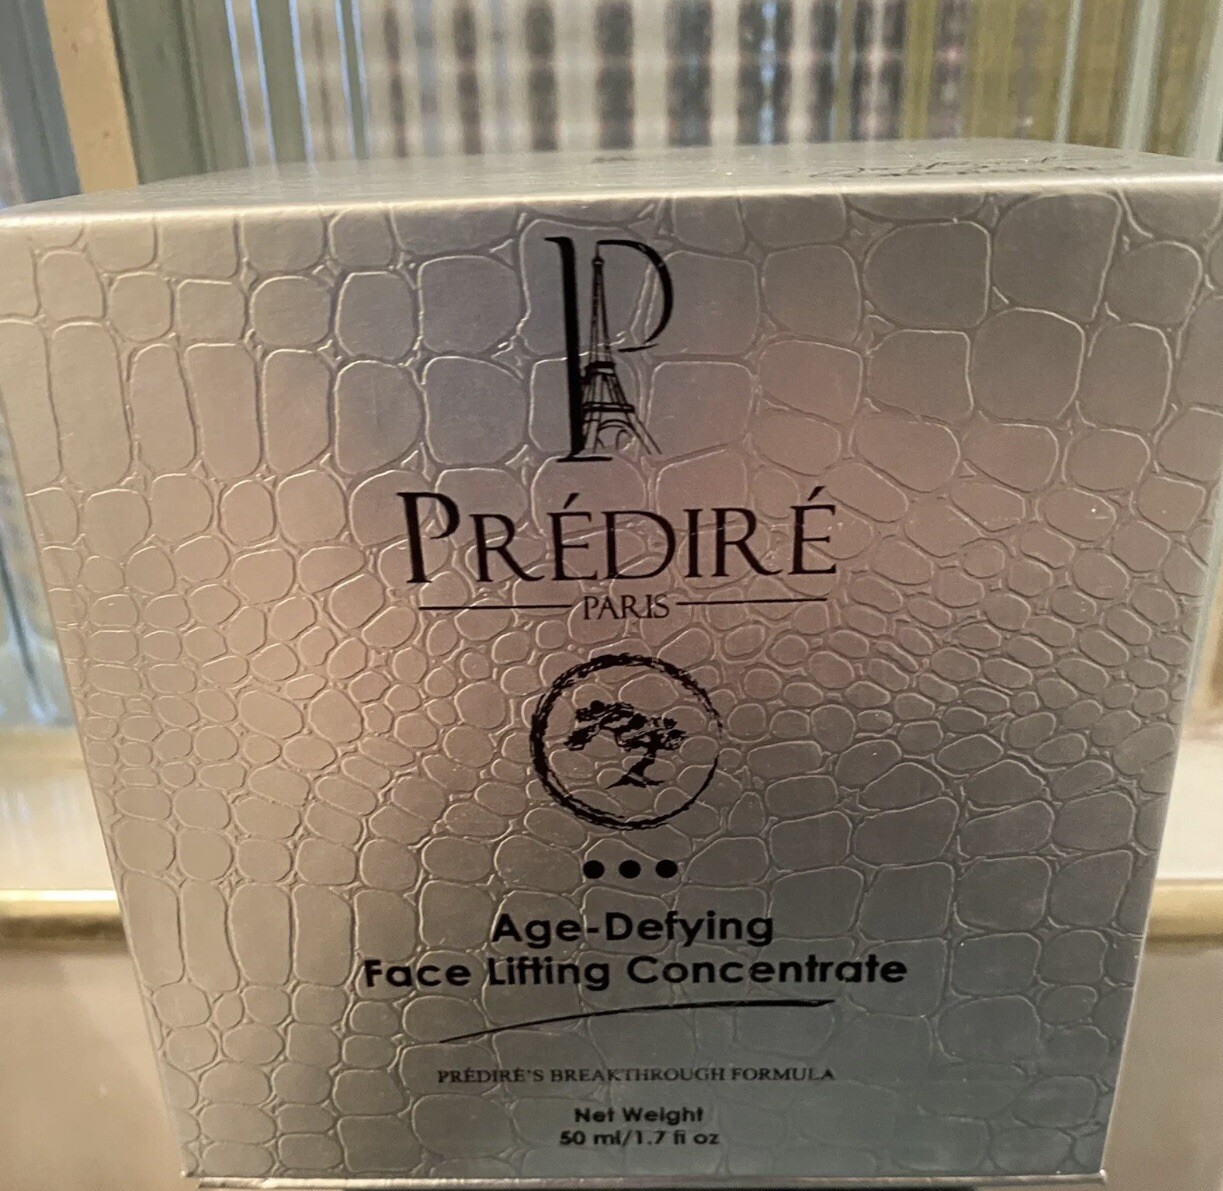 P
PRÉDIRÉ
PARIS
Age-Defying
Face Lifting Concentrate
PRÉDIRÉ'S BREAKTHROUGH FORMULA
Net Weight
50 ml/1.7 fl oz